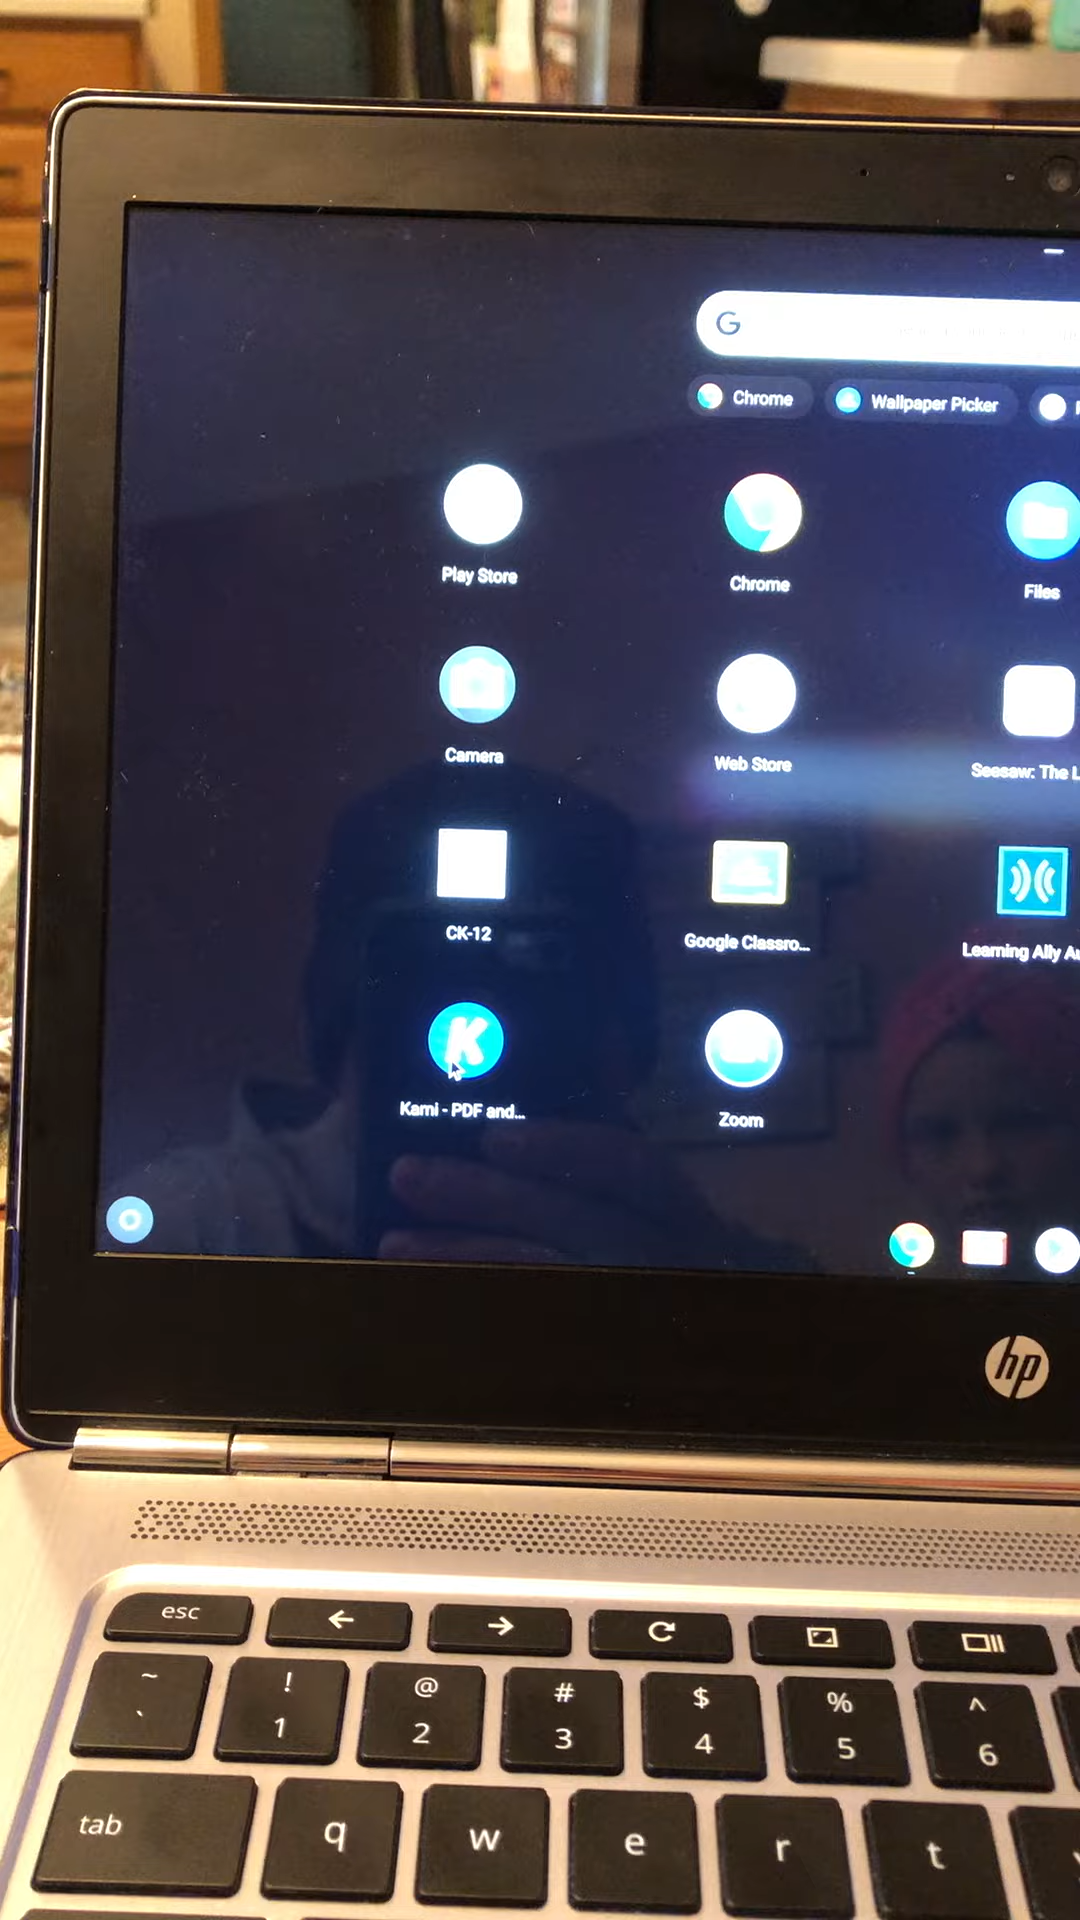 G
Chrome
Wallpaper Picker
Play Store
Chrome
Files
Camera
Web Store
Seesaw: The L
CK-12
Google Classro...
Learning Ally Au
K
Kami - PDF and...
Zoom
hp
esc
~ `
! 1
@ 2
# 3
$ 4
% 5
^ 6
tab
q
w
e
r
t